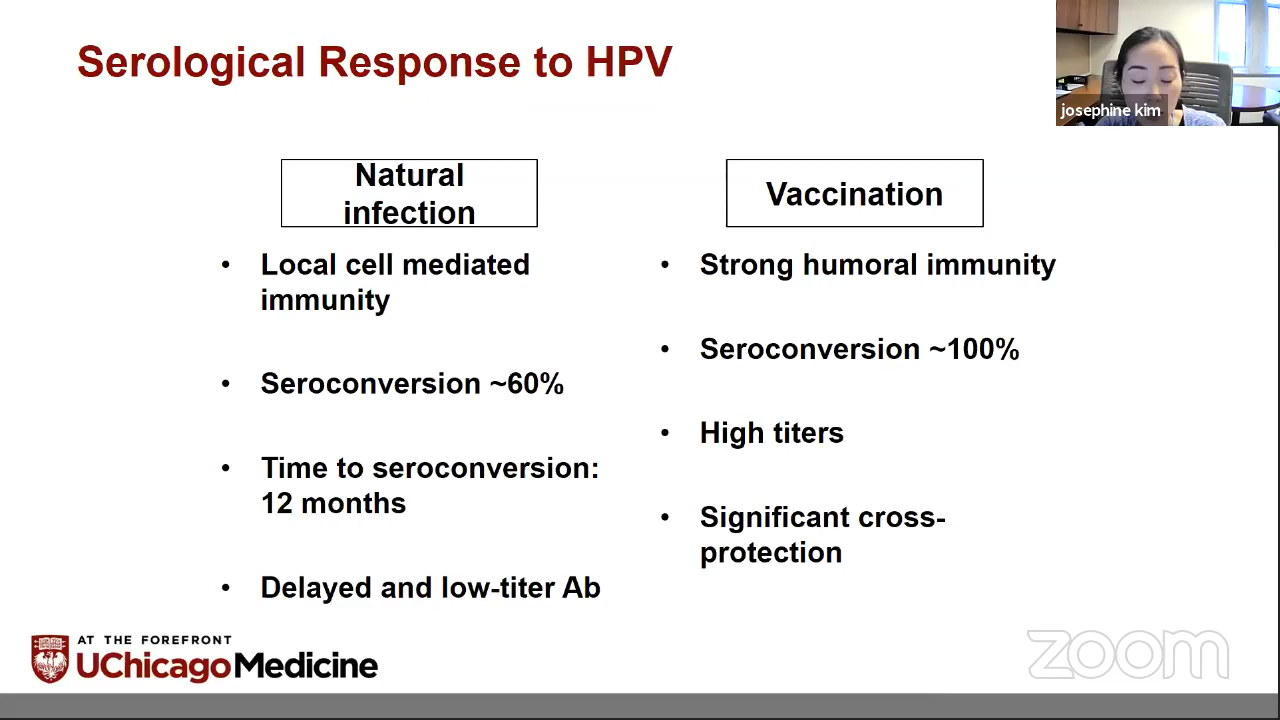 Serological Response to HPV
josephine kim
Natural
infection
• Local cell mediated
immunity
• Seroconversion ~60%
• Time to seroconversion:
12 months
• Delayed and low-titer Ab
Vaccination
• Strong humoral immunity
• Seroconversion ~100%
• High titers
• Significant cross-
protection
AT THE FOREFRONT
UChicago Medicine
zoom